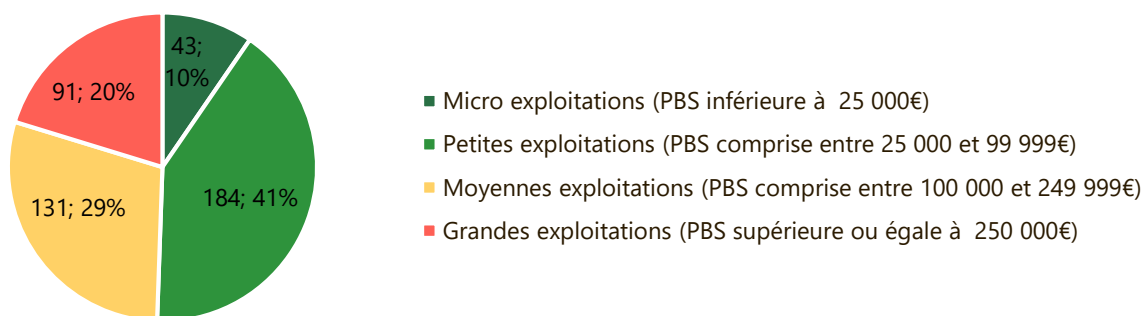 43;
10%
91; 20%
184; 41%
131; 29%
Micro exploitations (PBS inférieure à  25 000€)
Petites exploitations (PBS comprise entre 25 000 et 99 999€)
Moyennes exploitations (PBS comprise entre 100 000 et 249 999€)
Grandes exploitations (PBS supérieure ou égale à  250 000€)